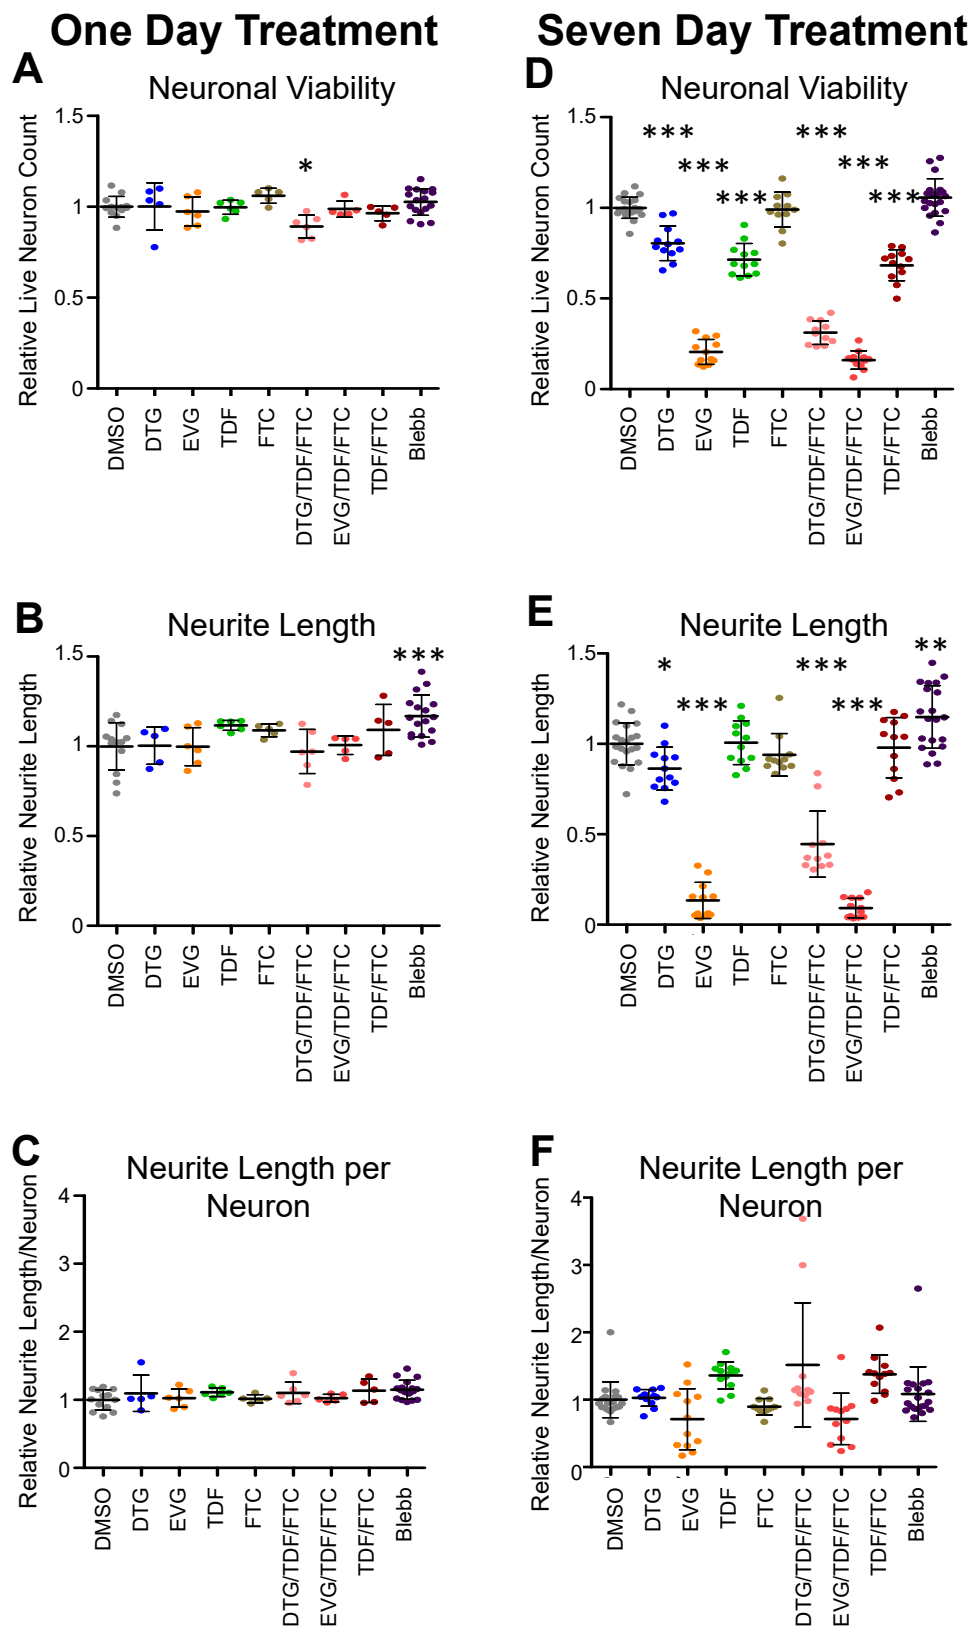 One Day Treatment
Seven Day Treatment
A
Neuronal Viability
Relative Live Neuron Count
1.5
1
0.5
0
*
DMSO
DTG
EVG
TDF
FTC
DTG/TDF/FTC
EVG/TDF/FTC
TDF/FTC
Blebb
D
Neuronal Viability
Relative Live Neuron Count
1.5
1
0.5
0
***
***
***
***
***
***
DMSO
DTG
EVG
TDF
FTC
DTG/TDF/FTC
EVG/TDF/FTC
TDF/FTC
Blebb
B
Neurite Length
Relative Neurite Length
1.5
1
0.5
0
***
DMSO
DTG
EVG
TDF
FTC
DTG/TDF/FTC
EVG/TDF/FTC
TDF/FTC
Blebb
E
Neurite Length
Relative Neurite Length
1.5
1
0.5
0
*
***
***
***
**
DMSO
DTG
EVG
TDF
FTC
DTG/TDF/FTC
EVG/TDF/FTC
TDF/FTC
Blebb
C
Neurite Length per
Neuron
Relative Neurite Length/Neuron
4
3
2
1
0
DMSO
DTG
EVG
TDF
FTC
DTG/TDF/FTC
EVG/TDF/FTC
TDF/FTC
Blebb
F
Neurite Length per
Neuron
Relative Neurite Length/Neuron
4
3
2
1
0
DMSO
DTG
EVG
TDF
FTC
DTG/TDF/FTC
EVG/TDF/FTC
TDF/FTC
Blebb